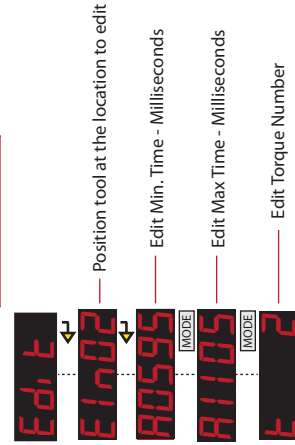 Edit
E1n02 Position tool at the location to edit
A0595 Edit Min. Time - Milliseconds
MODE
A1105 Edit Max Time - Milliseconds
MODE
t 2 Edit Torque Number